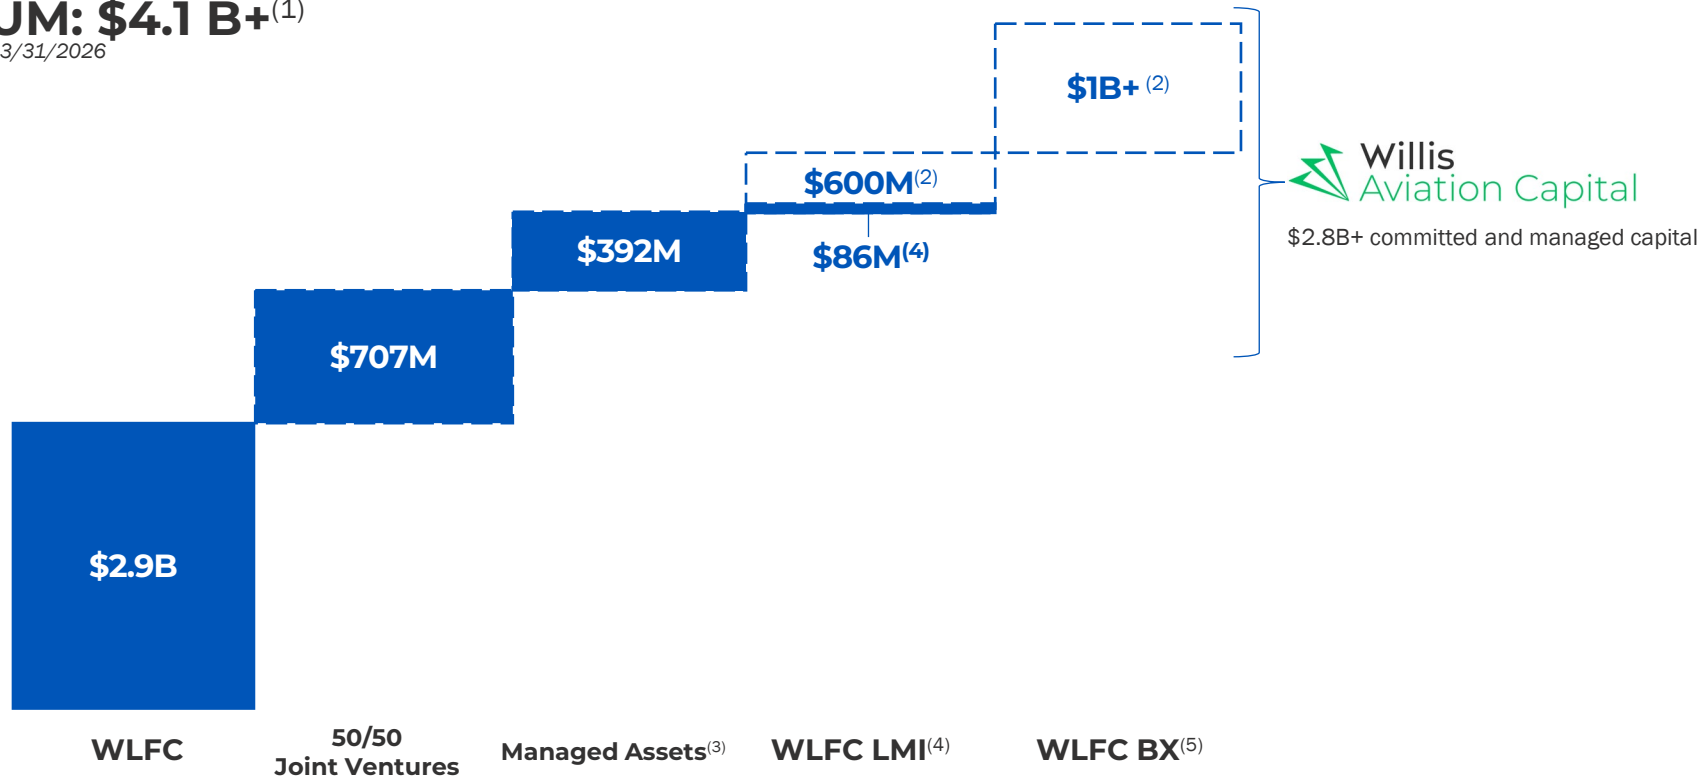 UM: $4.1 B+(1)
3/31/2026
$1B+ (2)
$600M(2)
$86M(4)
$392M
$707M
$2.9B
Willis
Aviation Capital
$2.8B+ committed and managed capital
WLFC
50/50
Joint Ventures
Managed Assets(3)
WLFC LMI(4)
WLFC BX(5)